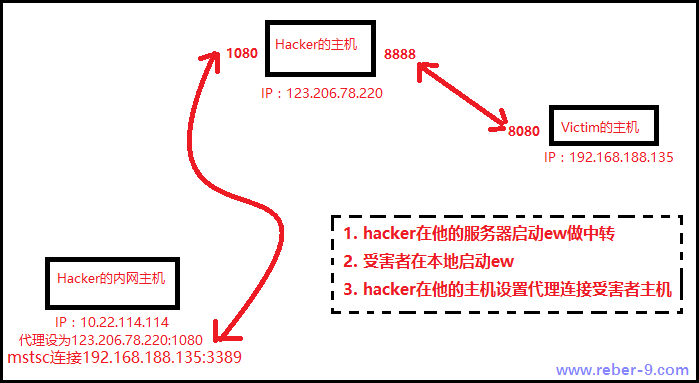 Hacker的主机
1080
8888
IP：123.206.78.220
8080
Victim的主机
IP：192.168.188.135
1. hacker在他的服务器启动ew做中转
2. 受害者在本地启动ew
3. hacker在他的主机设置代理连接受害者主机
Hacker的内网主机
IP：10.22.114.114
代理设为123.206.78.220:1080
mstsc连接192.168.188.135:3389
www.reber-9.com